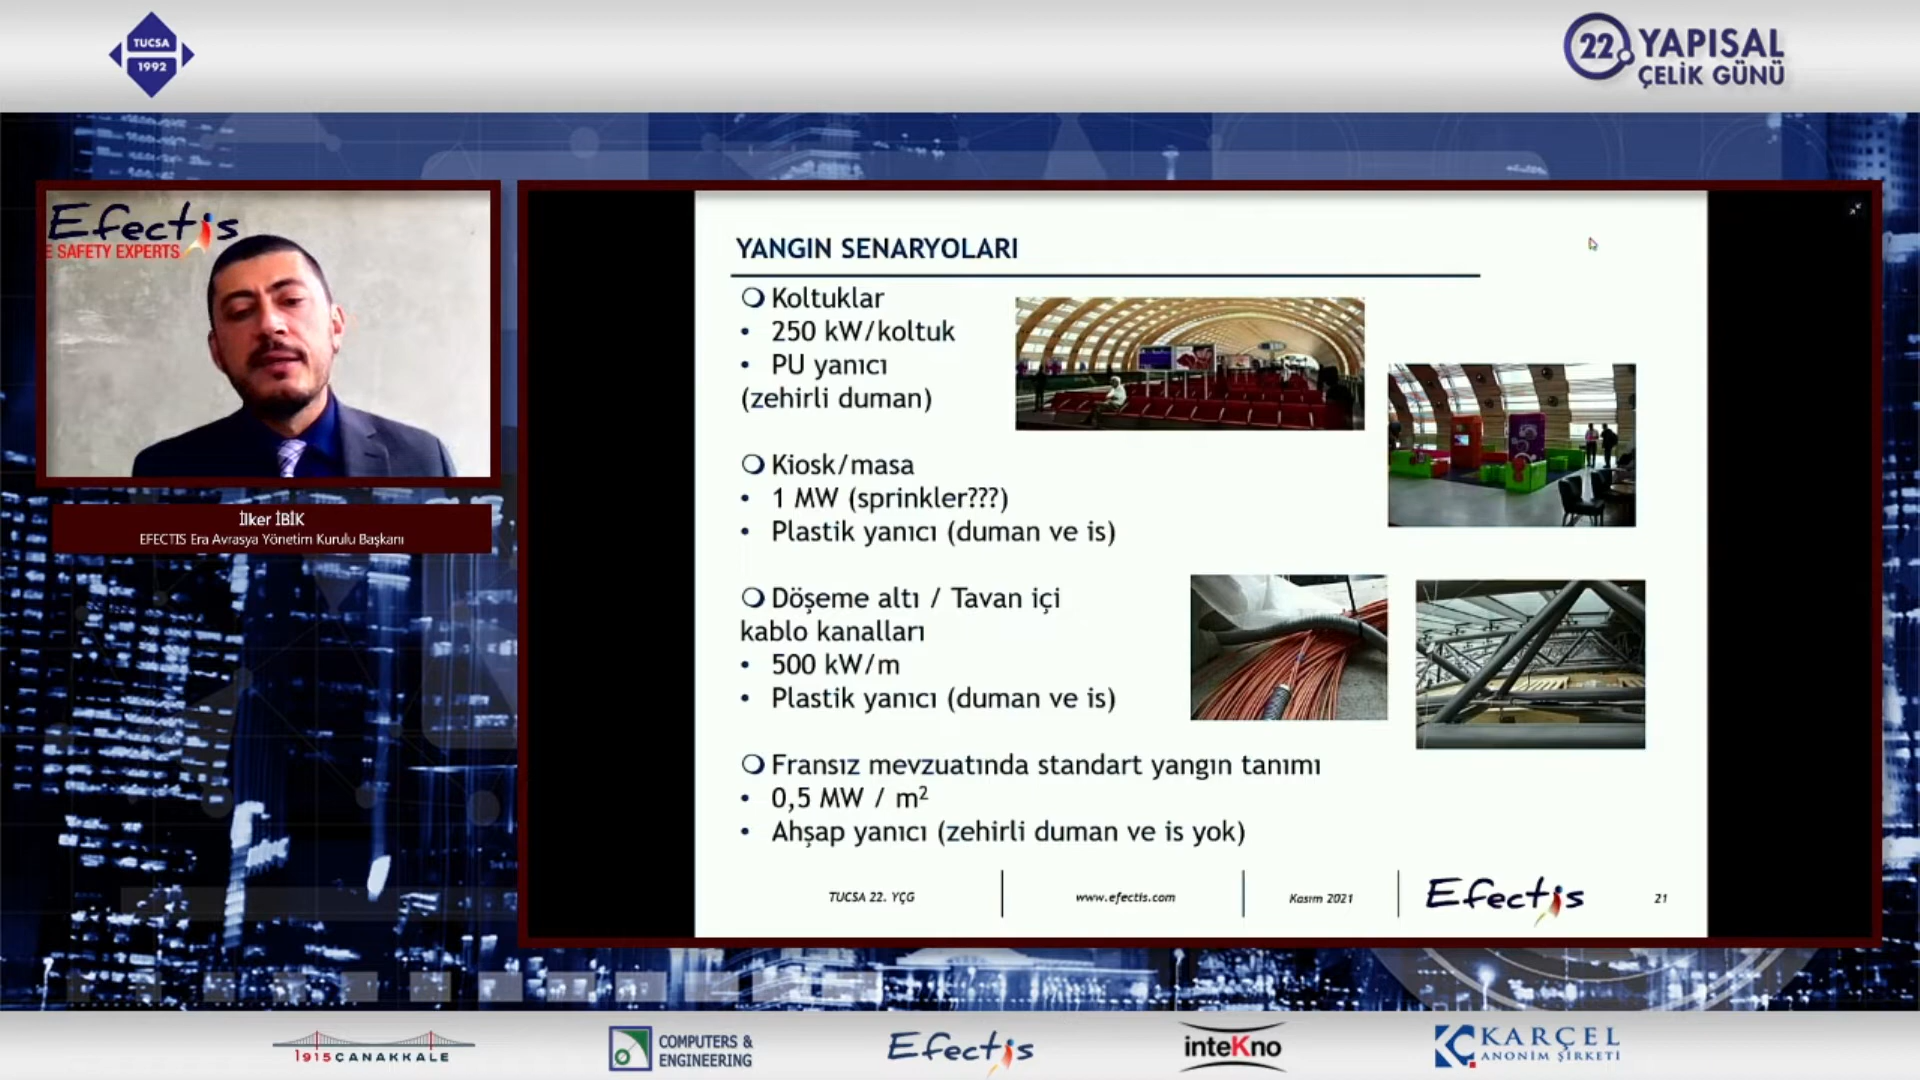 TUCSA
1992
22. YAPISAL
ÇELİK GÜNÜ
Efectis
E SAFETY EXPERTS
İlker İBİK
EFECTIS Era Avrasya Yönetim Kurulu Başkanı
YANGIN SENARYOLARI
Koltuklar
• 250 kW/koltuk
• PU yanıcı
(zehirli duman)
Kiosk/masa
• 1 MW (sprinkler???)
• Plastik yanıcı (duman ve is)
Döşeme altı / Tavan içi
kablo kanalları
• 500 kW/m
• Plastik yanıcı (duman ve is)
Fransız mevzuatında standart yangın tanımı
• 0,5 MW / m²
• Ahşap yanıcı (zehirli duman ve is yok)
TUCSA 22. YÇG
www.efectis.com
Kasım 2021
Efectis
21
1915ÇANAKKALE
COMPUTERS &
ENGINEERING
Efectis
inteKno
KARÇEL
ANONİM ŞİRKETİ